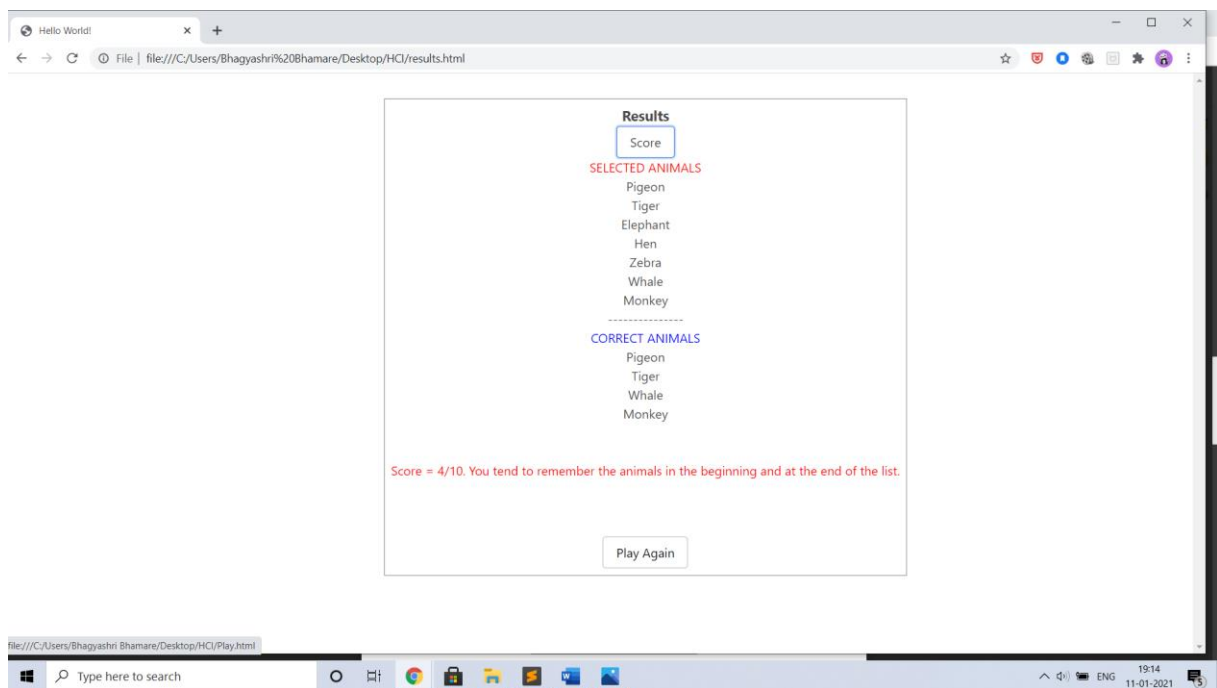 Hello World!
File | file:///C:/Users/Bhagyashri%20Bhamare/Desktop/HCI/results.html
Results
Score
SELECTED ANIMALS
Pigeon
Tiger
Elephant
Hen
Zebra
Whale
Monkey
---------------
CORRECT ANIMALS
Pigeon
Tiger
Whale
Monkey
Score = 4/10. You tend to remember the animals in the beginning and at the end of the list.
Play Again
file:///C:/Users/Bhagyashri Bhamare/Desktop/HCI/Play.html
Type here to search
ENG
19:14
11-01-2021
5